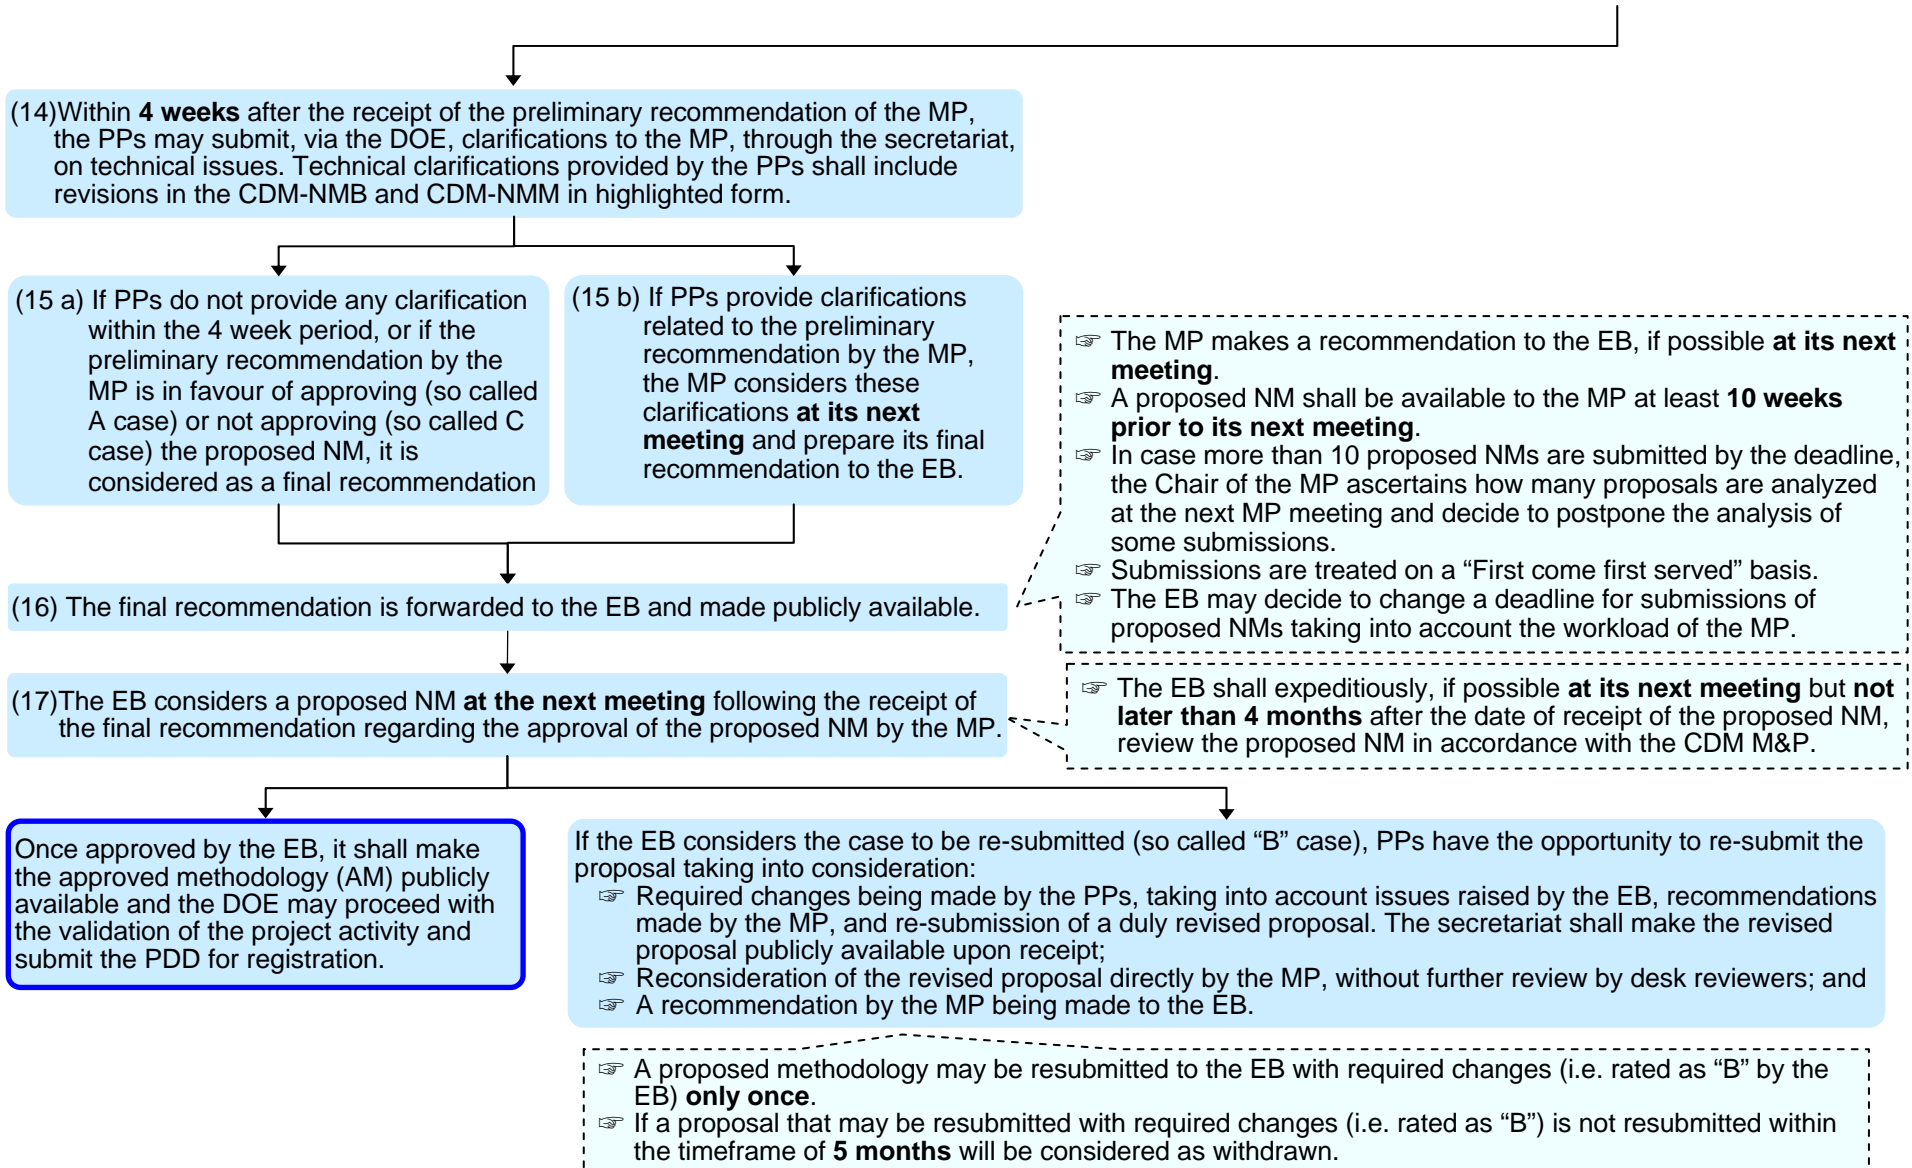 (14)Within 4 weeks after the receipt of the preliminary recommendation of the MP,
the PPs may submit, via the DOE, clarifications to the MP, through the secretariat,
on technical issues. Technical clarifications provided by the PPs shall include
revisions in the CDM-NMB and CDM-NMM in highlighted form.
(15 a) If PPs do not provide any clarification
within the 4 week period, or if the
preliminary recommendation by the
MP is in favour of approving (so called
A case) or not approving (so called C
case) the proposed NM, it is
considered as a final recommendation
(15 b) If PPs provide clarifications
related to the preliminary
recommendation by the MP,
the MP considers these
clarifications at its next
meeting and prepare its final
recommendation to the EB.
☞ The MP makes a recommendation to the EB, if possible at its next
meeting.
☞ A proposed NM shall be available to the MP at least 10 weeks
prior to its next meeting.
☞ In case more than 10 proposed NMs are submitted by the deadline,
the Chair of the MP ascertains how many proposals are analyzed
at the next MP meeting and decide to postpone the analysis of
some submissions.
☞ Submissions are treated on a “First come first served” basis.
☞ The EB may decide to change a deadline for submissions of
proposed NMs taking into account the workload of the MP.
(16) The final recommendation is forwarded to the EB and made publicly available.
(17)The EB considers a proposed NM at the next meeting following the receipt of
the final recommendation regarding the approval of the proposed NM by the MP.
☞ The EB shall expeditiously, if possible at its next meeting but not
later than 4 months after the date of receipt of the proposed NM,
review the proposed NM in accordance with the CDM M&P.
Once approved by the EB, it shall make
the approved methodology (AM) publicly
available and the DOE may proceed with
the validation of the project activity and
submit the PDD for registration.
If the EB considers the case to be re-submitted (so called “B” case), PPs have the opportunity to re-submit the
proposal taking into consideration:
☞ Required changes being made by the PPs, taking into account issues raised by the EB, recommendations
made by the MP, and re-submission of a duly revised proposal. The secretariat shall make the revised
proposal publicly available upon receipt;
☞ Reconsideration of the revised proposal directly by the MP, without further review by desk reviewers; and
☞ A recommendation by the MP being made to the EB.
☞ A proposed methodology may be resubmitted to the EB with required changes (i.e. rated as “B” by the
EB) only once.
☞ If a proposal that may be resubmitted with required changes (i.e. rated as “B”) is not resubmitted within
the timeframe of 5 months will be considered as withdrawn.